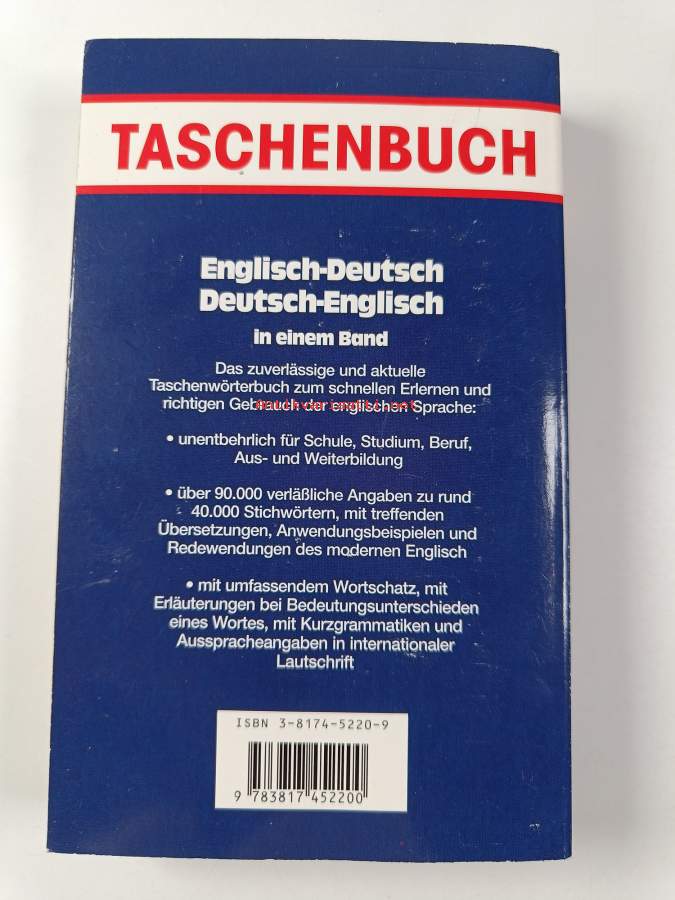 TASCHENBUCH
Englisch-Deutsch
Deutsch-Englisch
in einem Band
Das zuverlässige und aktuelle
Taschenwörterbuch zum schnellen Erlernen und
richtigen Gebrauch der englischen Sprache:
• unentbehrlich für Schule, Studium, Beruf,
Aus- und Weiterbildung
• über 90.000 verläßliche Angaben zu rund
40.000 Stichwörtern, mit treffenden
Übersetzungen, Anwendungsbeispielen und
Redewendungen des modernen Englisch
• mit umfassendem Wortschatz, mit
Erläuterungen bei Bedeutungsunterschieden
eines Wortes, mit Kurzgrammatiken und
Ausspracheangaben in internationaler
Lautschrift
ISBN 3-8174-5220-9
9 783817 452200